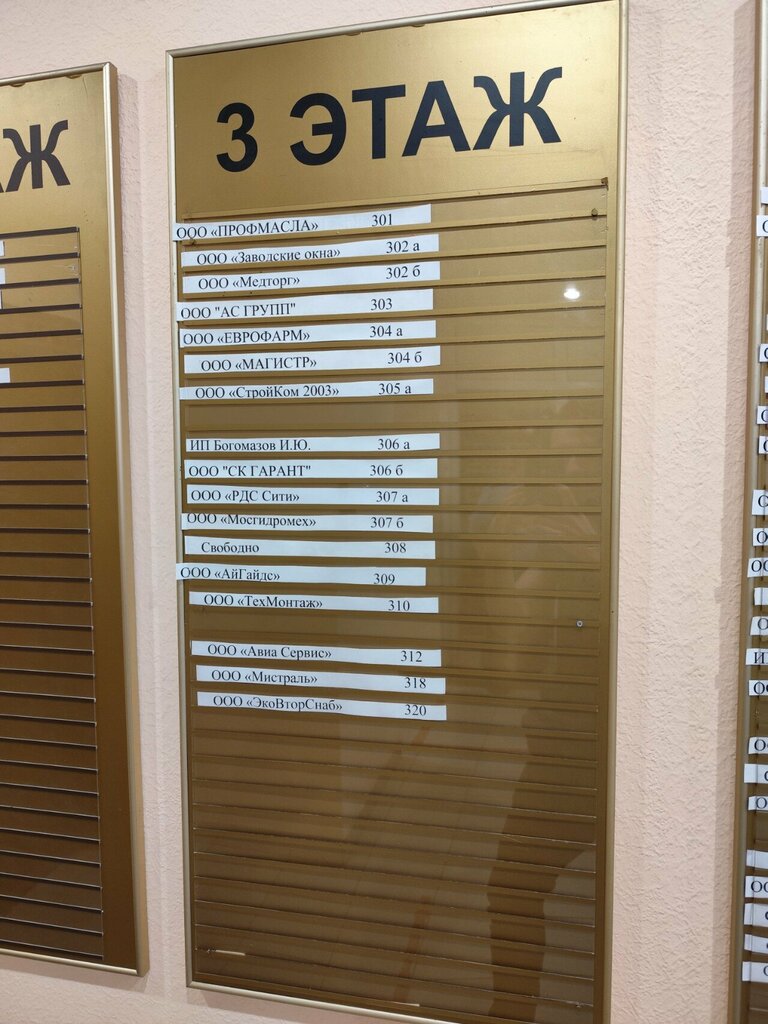 3 ЭТАЖ
ООО «ПРОФМАСЛА» 301
ООО «Заводские окна» 302 а
ООО «Медторг» 302 б
ООО "АС ГРУПП" 303
ООО «ЕВРОФАРМ» 304 а
ООО «МАГИСТР» 304 б
ООО «СтройКом 2003» 305 а
ИП Богомазов И.Ю. 306 а
ООО "СК ГАРАНТ" 306 б
ООО «РДС Сити» 307 а
ООО «Мосгидромех» 307 б
Свободно 308
ООО «АйГайдс» 309
ООО «ТехМонтаж» 310
ООО «Авиа Сервис» 312
ООО «Мистраль» 318
ООО «ЭкоВторСнаб» 320